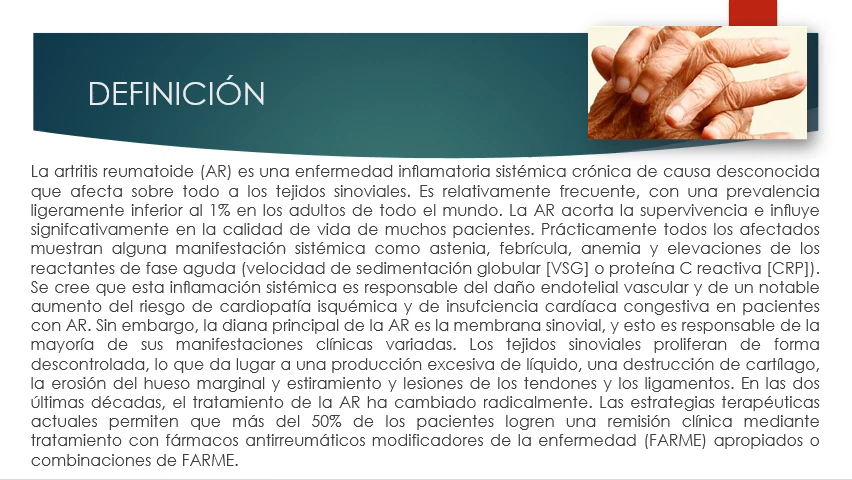 DEFINICIÓN
La artritis reumatoide (AR) es una enfermedad inflamatoria sistémica crónica de causa desconocida
que afecta sobre todo a los tejidos sinoviales. Es relativamente frecuente, con una prevalencia
ligeramente inferior al 1% en los adultos de todo el mundo. La AR acorta la supervivencia e influye
signifcativamente en la calidad de vida de muchos pacientes. Prácticamente todos los afectados
muestran alguna manifestación sistémica como astenia, febrícula, anemia y elevaciones de los
reactantes de fase aguda (velocidad de sedimentación globular [VSG] o proteína C reactiva [CRP]).
Se cree que esta inflamación sistémica es responsable del daño endotelial vascular y de un notable
aumento del riesgo de cardiopatía isquémica y de insufciencia cardíaca congestiva en pacientes
con AR. Sin embargo, la diana principal de la AR es la membrana sinovial, y esto es responsable de la
mayoría de sus manifestaciones clínicas variadas. Los tejidos sinoviales proliferan de forma
descontrolada, lo que da lugar a una producción excesiva de líquido, una destrucción de cartílago,
la erosión del hueso marginal y estiramiento y lesiones de los tendones y los ligamentos. En las dos
últimas décadas, el tratamiento de la AR ha cambiado radicalmente. Las estrategias terapéuticas
actuales permiten que más del 50% de los pacientes logren una remisión clínica mediante
tratamiento con fármacos antirreumáticos modificadores de la enfermedad (FARME) apropiados o
combinaciones de FARME.